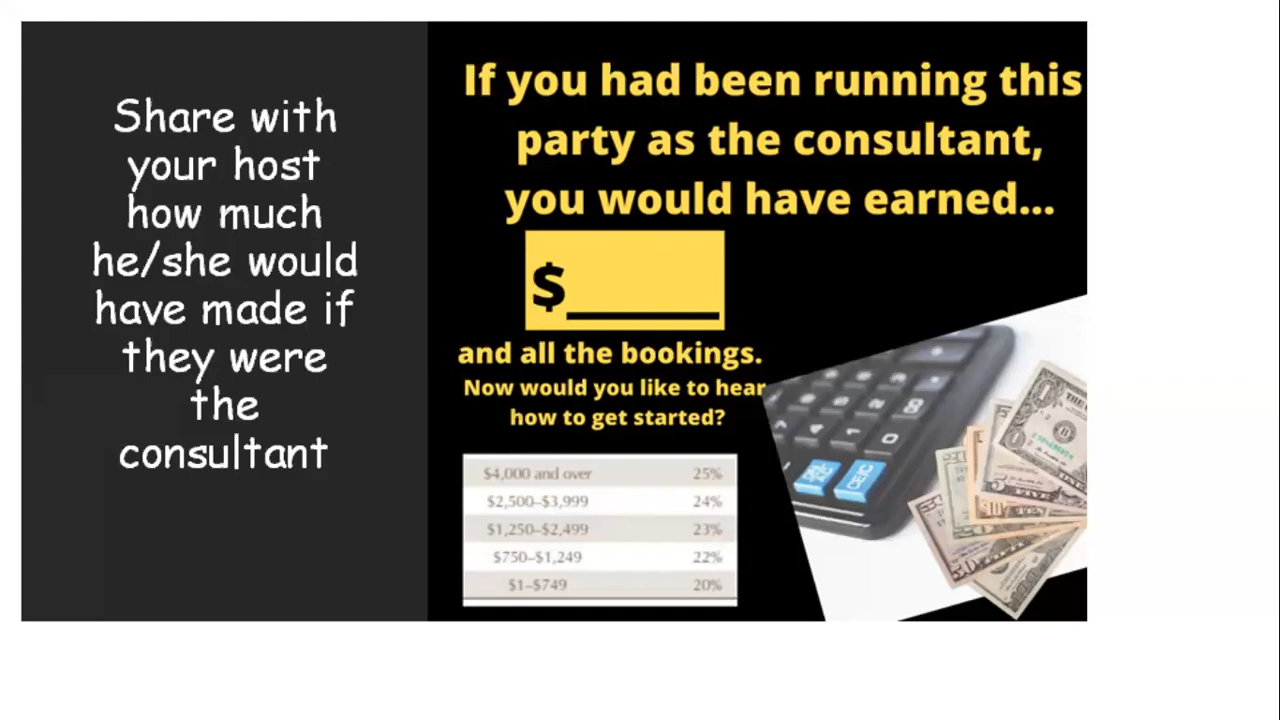 Share with
your host
how much
he/she would
have made if
they were
the
consultant
If you had been running this
party as the consultant,
you would have earned...
$_______
and all the bookings.
Now would you like to hear
how to get started?
$4,000 and over 25%
$2,500–$3,999 24%
$1,250–$2,499 23%
$750–$1,249 22%
$1–$749 20%